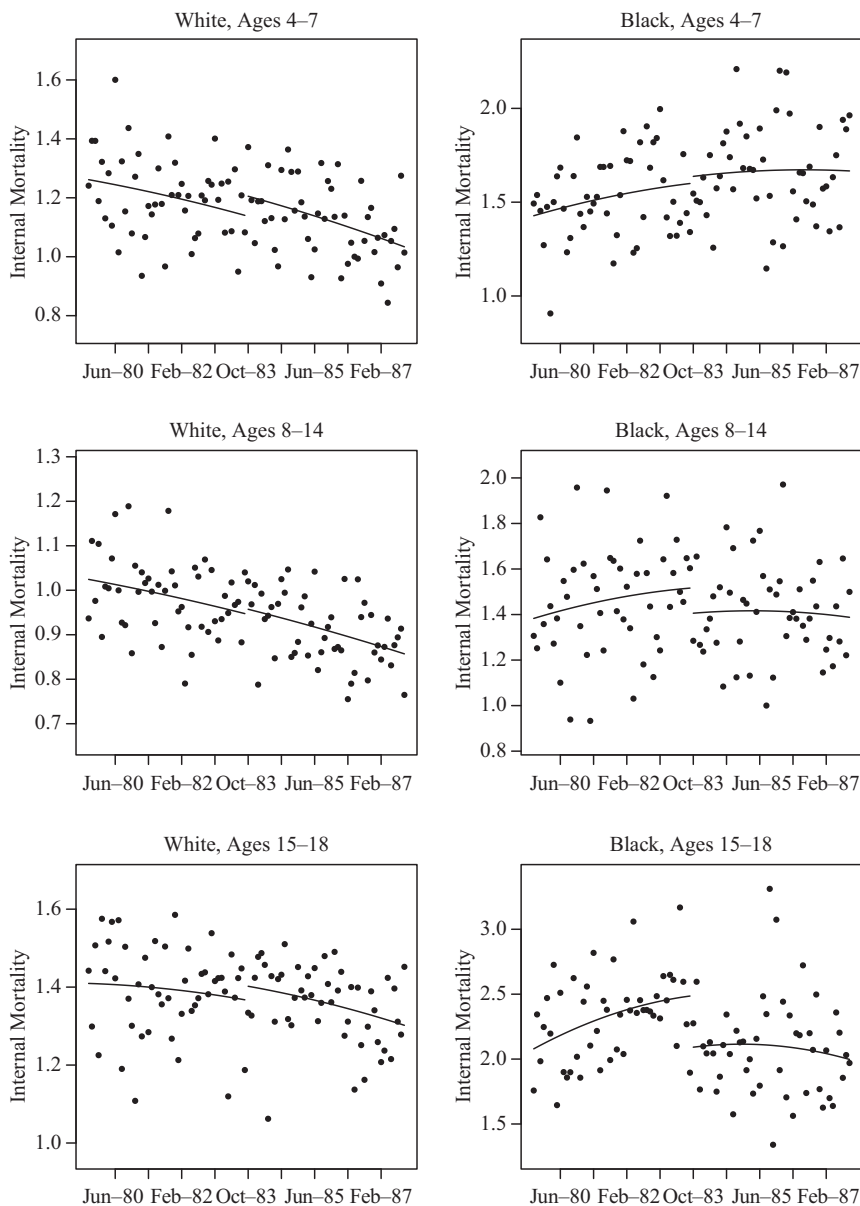 White, Ages 4–7
Internal Mortality
1.6
1.4
1.2
1.0
0.8
Jun–80 Feb–82 Oct–83 Jun–85 Feb–87
Black, Ages 4–7
Internal Mortality
2.0
1.5
1.0
Jun–80 Feb–82 Oct–83 Jun–85 Feb–87
White, Ages 8–14
Internal Mortality
1.3
1.2
1.1
1.0
0.9
0.8
0.7
Jun–80 Feb–82 Oct–83 Jun–85 Feb–87
Black, Ages 8–14
Internal Mortality
2.0
1.8
1.6
1.4
1.2
1.0
0.8
Jun–80 Feb–82 Oct–83 Jun–85 Feb–87
White, Ages 15–18
Internal Mortality
1.6
1.4
1.2
1.0
Jun–80 Feb–82 Oct–83 Jun–85 Feb–87
Black, Ages 15–18
Internal Mortality
3.0
2.5
2.0
1.5
Jun–80 Feb–82 Oct–83 Jun–85 Feb–87